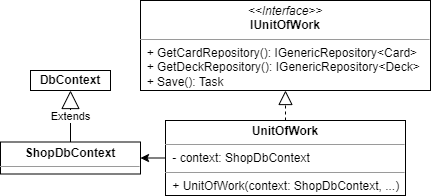 <<Interface>>
IUnitOfWork
+ GetCardRepository(): IGenericRepository<Card>
+ GetDeckRepository(): IGenericRepository<Deck>
+ Save(): Task
DbContext
Extends
ShopDbContext
UnitOfWork
- context: ShopDbContext
+ UnitOfWork(context: ShopDbContext, ...)